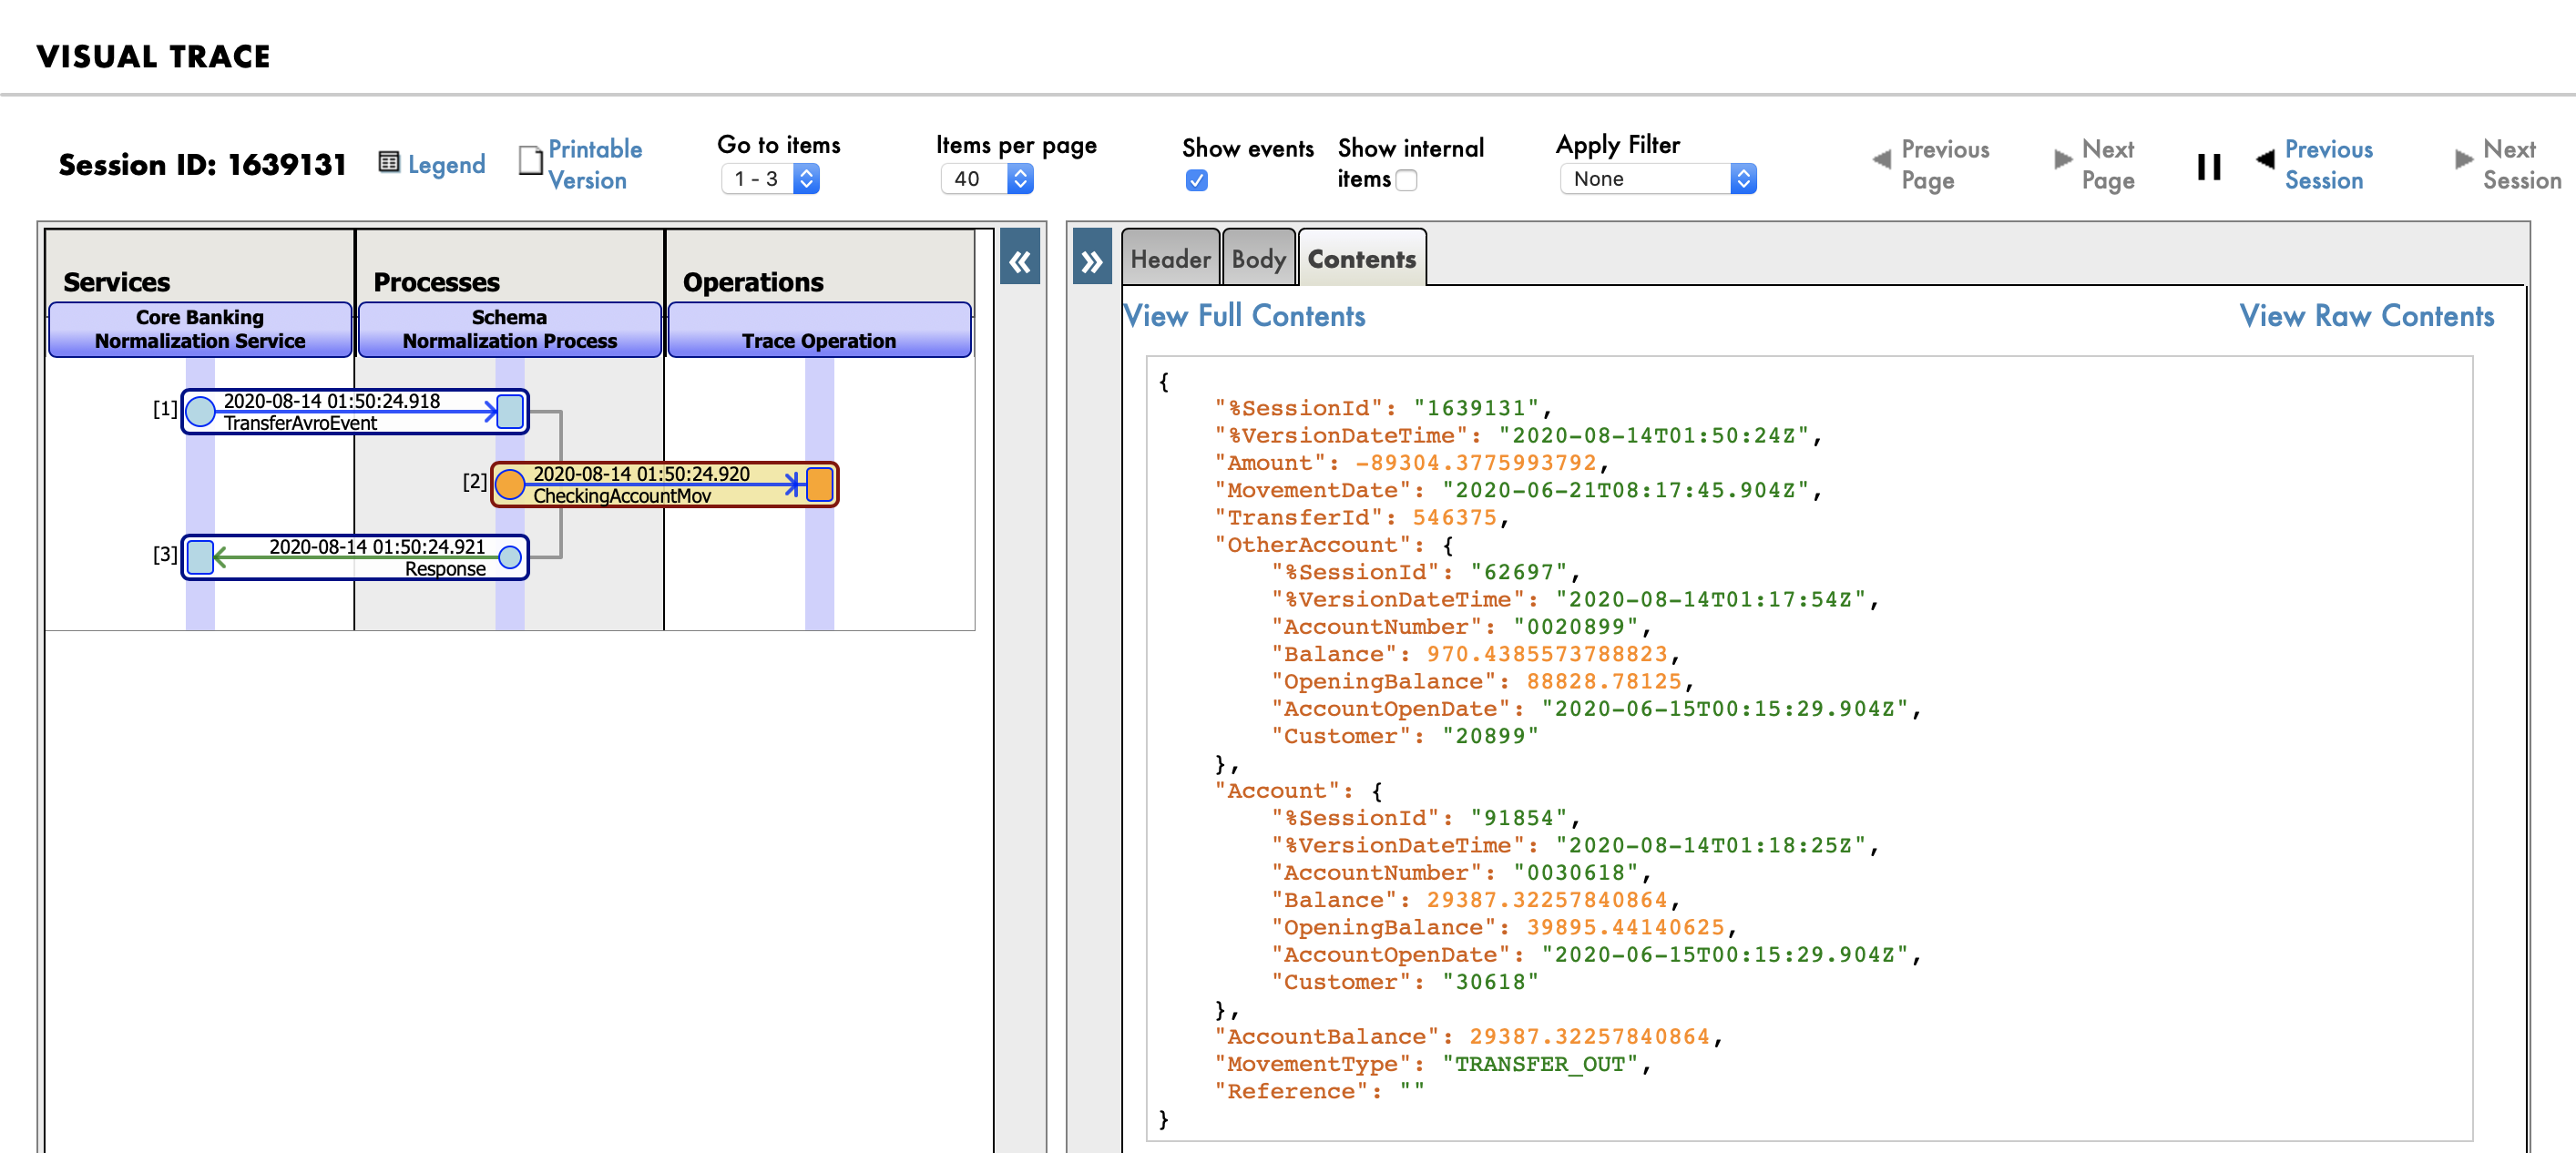 VISUAL TRACE
Session ID: 1639131
Legend
Printable
Version
Go to items
1 - 3
Items per page
40
Show events
Show internal
items
Apply Filter
None
Previous
Page
Next
Page
Previous
Session
Next
Session
Services
Processes
Operations
Core Banking
Normalization Service
Schema
Normalization Process
Trace Operation
[1]
2020-08-14 01:50:24.918
TransferAvroEvent
[2]
2020-08-14 01:50:24.920
CheckingAccountMov
[3]
2020-08-14 01:50:24.921
Response
«
»
Header
Body
Contents
View Full Contents
View Raw Contents
{
"%SessionId": "1639131",
"%VersionDateTime": "2020-08-14T01:50:24Z",
"Amount": -89304.3775993792,
"MovementDate": "2020-06-21T08:17:45.904Z",
"TransferId": 546375,
"OtherAccount": {
"%SessionId": "62697",
"%VersionDateTime": "2020-08-14T01:17:54Z",
"AccountNumber": "0020899",
"Balance": 970.4385573788823,
"OpeningBalance": 88828.78125,
"AccountOpenDate": "2020-06-15T00:15:29.904Z",
"Customer": "20899"
},
"Account": {
"%SessionId": "91854",
"%VersionDateTime": "2020-08-14T01:18:25Z",
"AccountNumber": "0030618",
"Balance": 29387.32257840864,
"OpeningBalance": 39895.44140625,
"AccountOpenDate": "2020-06-15T00:15:29.904Z",
"Customer": "30618"
},
"AccountBalance": 29387.32257840864,
"MovementType": "TRANSFER_OUT",
"Reference": ""
}